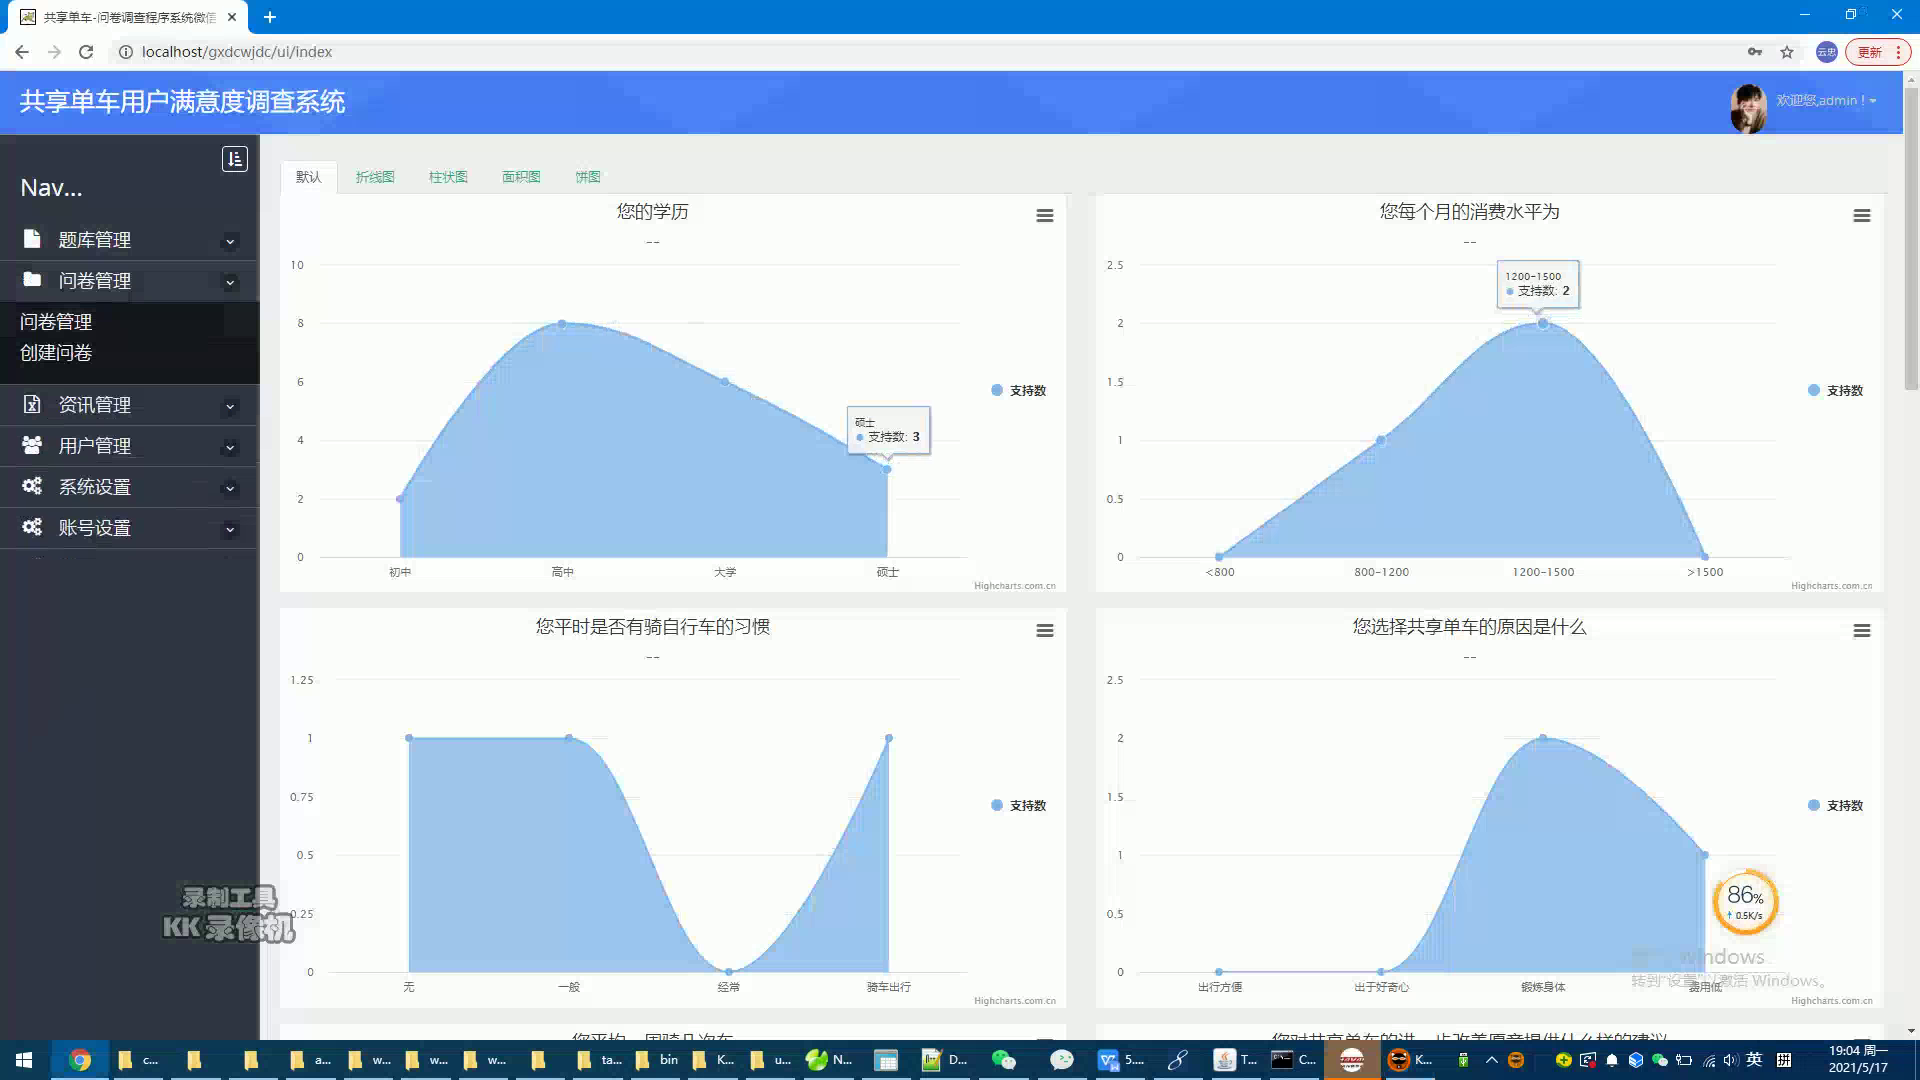 共享单车-问卷调查程序系统微信
localhost/gxdcwjdc/ui/index
云忠
更新
共享单车用户满意度调查系统
欢迎您,admin !
Nav...
题库管理
问卷管理
问卷管理
创建问卷
资讯管理
用户管理
系统设置
账号设置
默认
折线图
柱状图
面积图
饼图
您的学历
--
10
8
6
4
2
0
初中
高中
大学
硕士
硕士
支持数: 3
支持数
Highcharts.com.cn
您每个月的消费水平为
--
2.5
2
1.5
1
0.5
0
<800
800-1200
1200-1500
>1500
1200-1500
支持数: 2
支持数
Highcharts.com.cn
您平时是否有骑自行车的习惯
--
1.25
1
0.75
0.5
0.25
0
无
一般
经常
骑车出行
支持数
Highcharts.com.cn
您选择共享单车的原因是什么
--
2.5
2
1.5
1
0.5
0
出行方便
出于好奇心
锻炼身体
费用低
支持数
Highcharts.com.cn
86%
0.5K/s
Windows
转到"设置"以激活 Windows。
录制工具
KK 录像机
c...
a...
w...
w...
w...
ta...
bin
K...
u...
N...
D...
5....
T...
C...
K...
英
拼
19:04 周一
2021/5/17